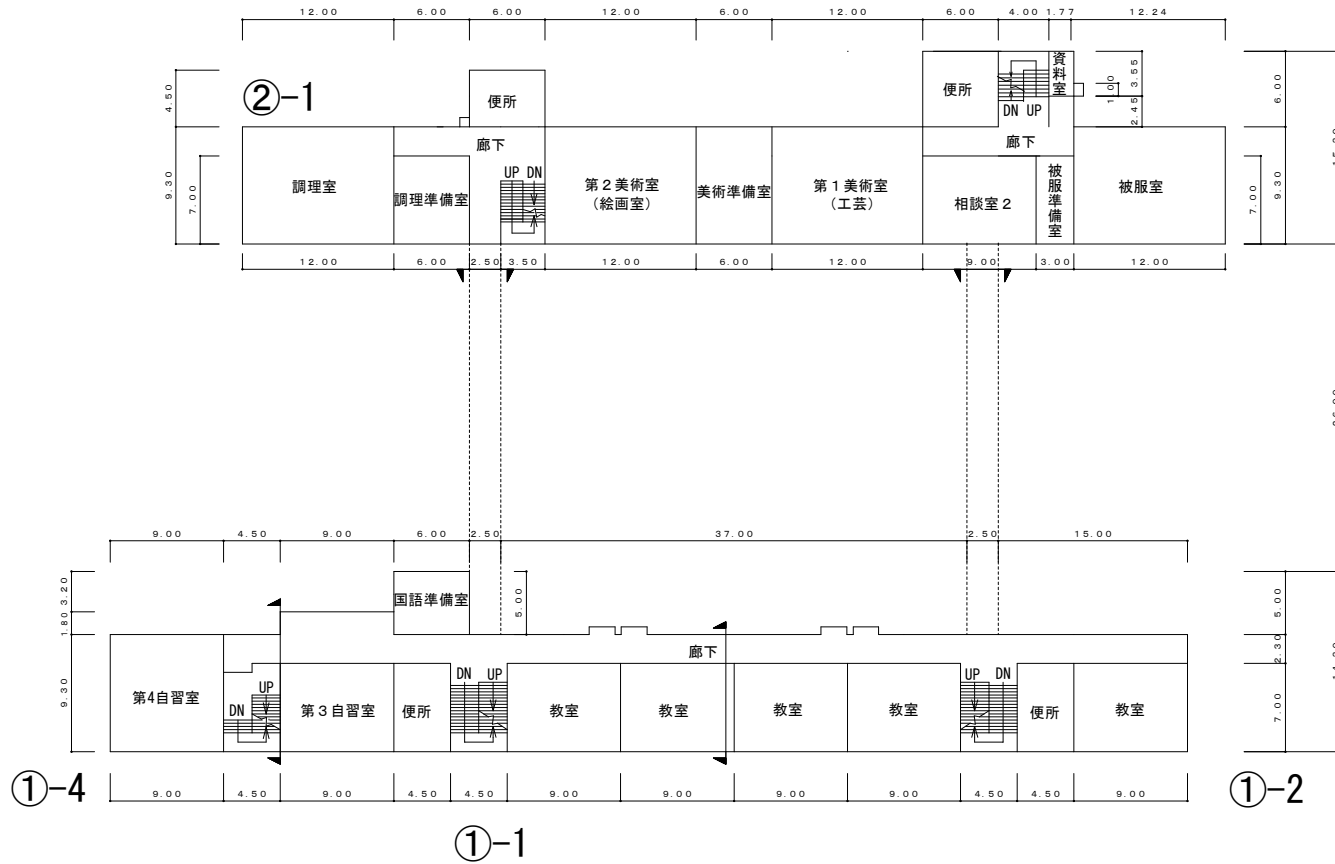 12.00 6.00 6.00 12.00 6.00 12.00 6.00 4.00 1.77 12.24
②-1
4.50
9.30
7.00
便所
廊下
調理室
調理準備室
UP DN
第2美術室
(絵画室)
美術準備室
第1美術室
(工芸)
便所
資料室
DN UP
廊下
相談室2
被服準備室
被服室
3.55
1.00
2.45
6.00
9.30
7.00
12.00 6.00 2.50 3.50 12.00 6.00 12.00 9.00 3.00 12.00
9.00 4.50 9.00 6.00 2.50 37.00 2.50 15.00
3.20
1.80
9.30
国語準備室
5.00
廊下
第4自習室
DN UP
第3自習室
便所
DN UP
教室
教室
教室
教室
UP DN
便所
教室
5.00
2.30
7.00
①-4
9.00 4.50 9.00 4.50 4.50 9.00 9.00 9.00 9.00 4.50 4.50 9.00
①-2
①-1